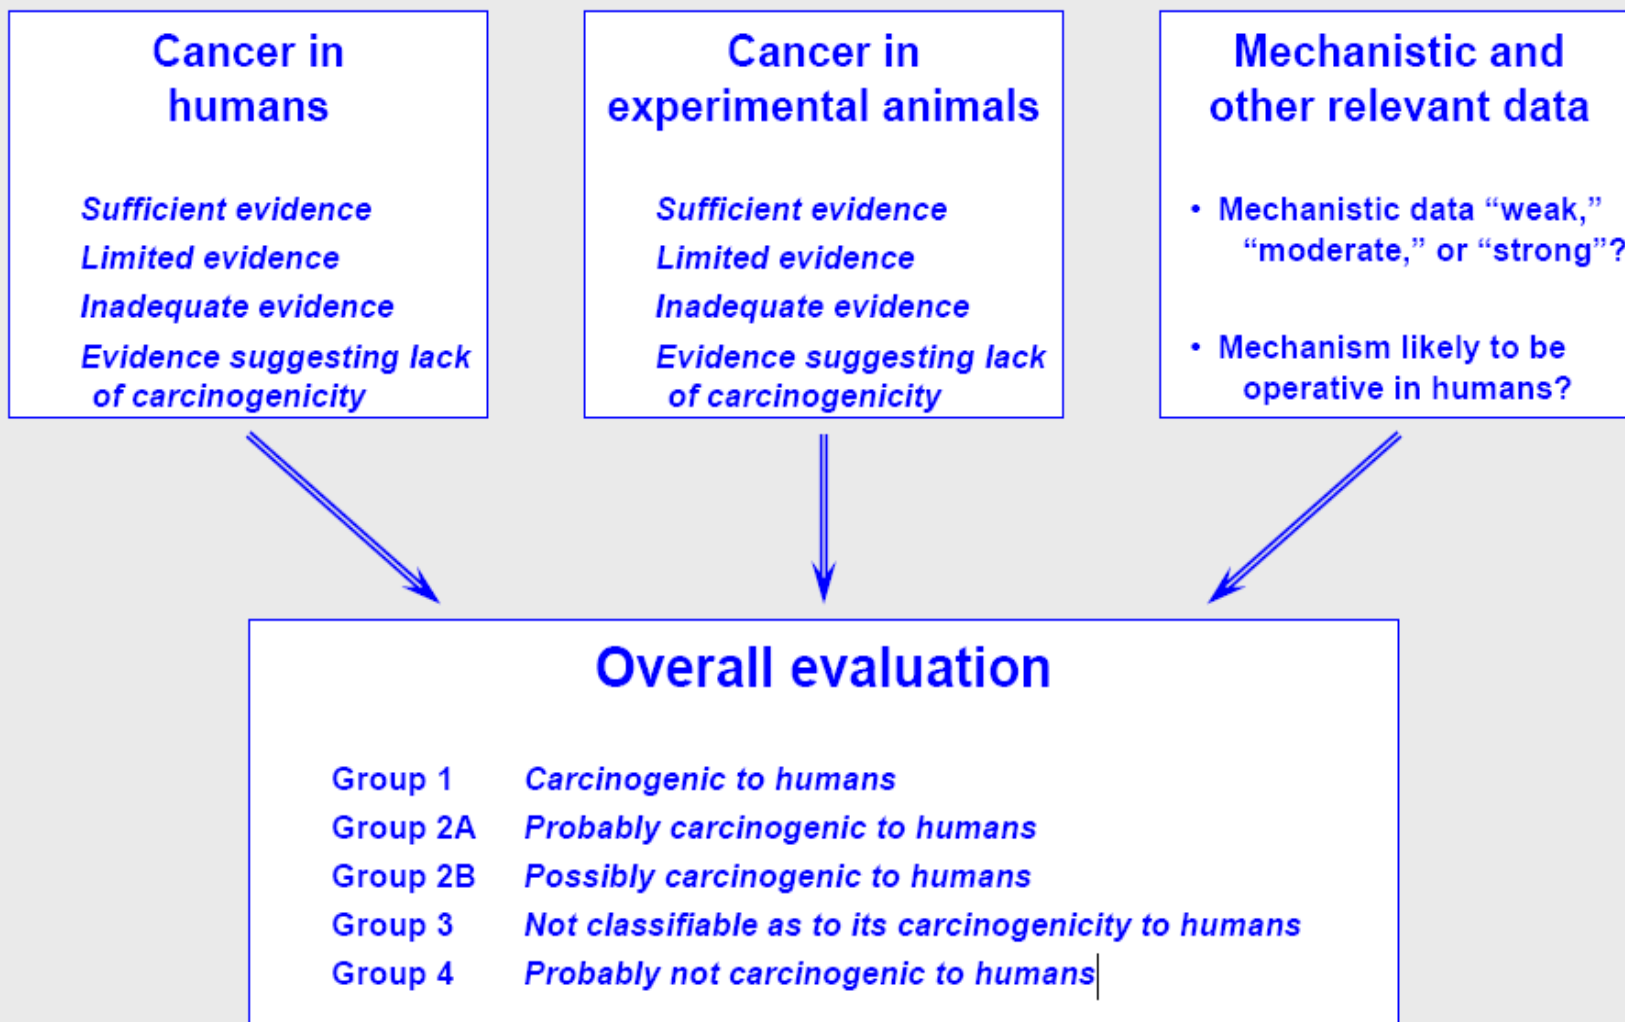 Cancer in
humans
Sufficient evidence
Limited evidence
Inadequate evidence
Evidence suggesting lack
of carcinogenicity
Cancer in
experimental animals
Sufficient evidence
Limited evidence
Inadequate evidence
Evidence suggesting lack
of carcinogenicity
Mechanistic and
other relevant data
• Mechanistic data “weak,”
“moderate,” or “strong”?
• Mechanism likely to be
operative in humans?
Overall evaluation
Group 1 Carcinogenic to humans
Group 2A Probably carcinogenic to humans
Group 2B Possibly carcinogenic to humans
Group 3 Not classifiable as to its carcinogenicity to humans
Group 4 Probably not carcinogenic to humans